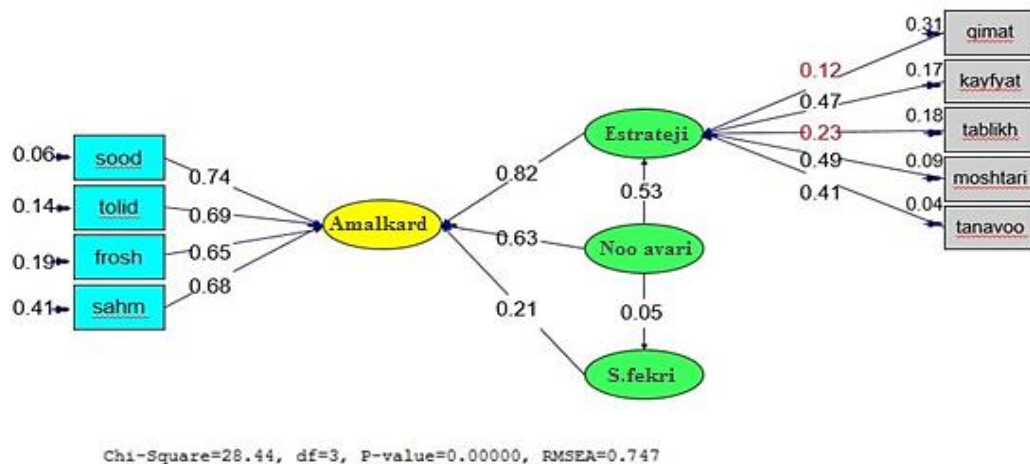 0.31
qimat
0.12
0.17
kayfyat
0.47
0.18
Estrateji
0.23
tablikh
0.06
sood
0.09
0.49
moshtari
0.74
0.82
0.53
0.41
0.04
0.14
tolid
0.69
tanavoo
Amalkard
0.63
Noo avari
0.19
frosh
0.65
0.68
0.41
sahm
0.21
0.05
S.fekri
Chi-Square=28.44, df=3, P-value=0.00000, RMSEA=0.747